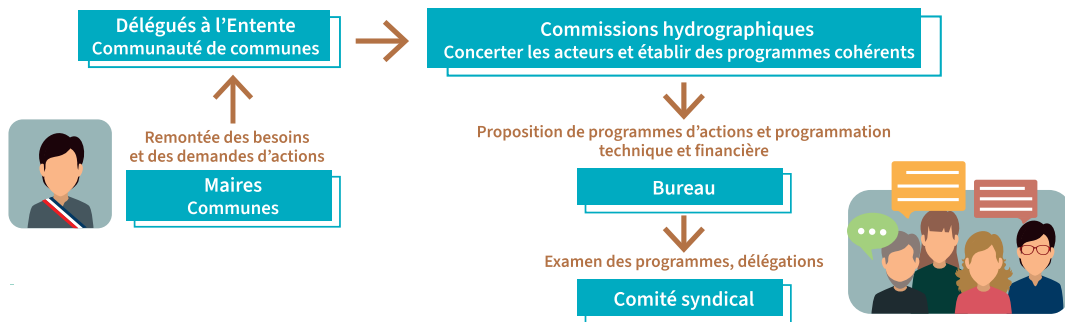 Délégués à l’Entente
Communauté de communes
Commissions hydrographiques
Concerter les acteurs et établir des programmes cohérents
Remontée des besoins
et des demandes d’actions
Maires
Communes
Proposition de programmes d’actions et programmation
technique et financière
Bureau
Examen des programmes, délégations
Comité syndical